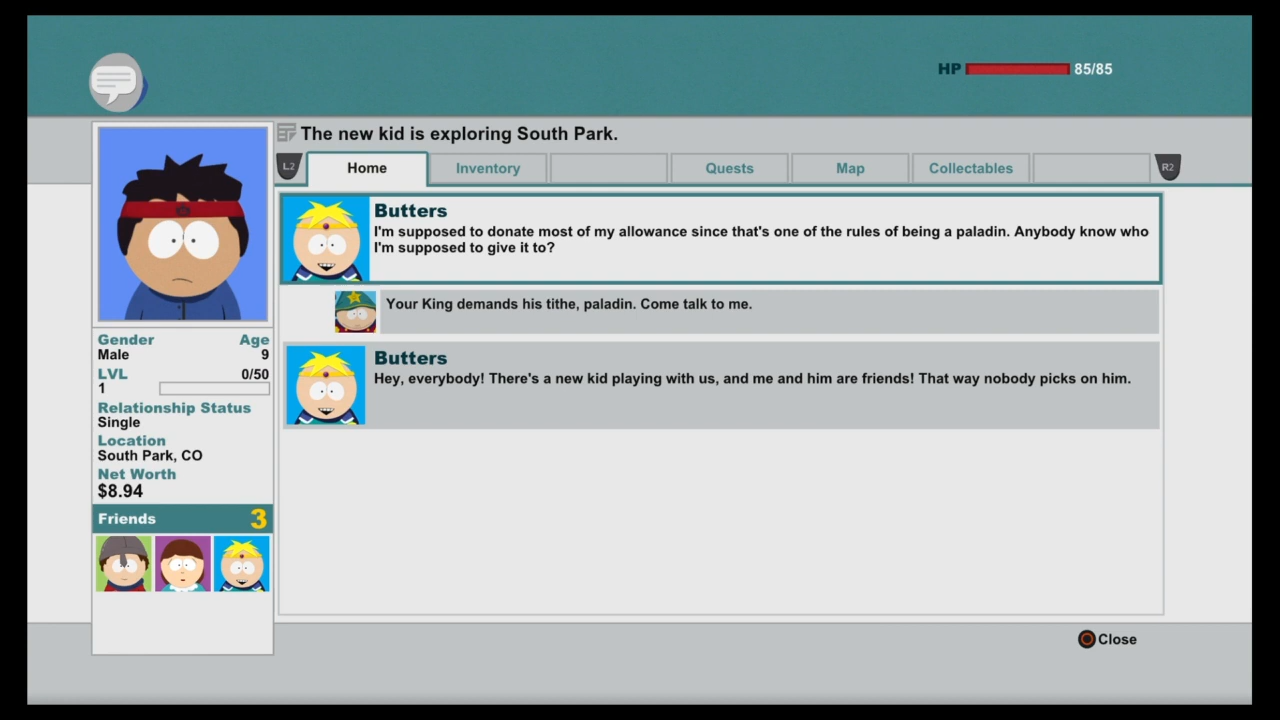 HP 85/85
The new kid is exploring South Park.
L2 Home Inventory Quests Map Collectables R2
Butters
I'm supposed to donate most of my allowance since that's one of the rules of being a paladin. Anybody know who
I'm supposed to give it to?
Your King demands his tithe, paladin. Come talk to me.
Butters
Hey, everybody! There's a new kid playing with us, and me and him are friends! That way nobody picks on him.
Gender Age
Male 9
LVL 0/50
1
Relationship Status
Single
Location
South Park, CO
Net Worth
$8.94
Friends 3
Close